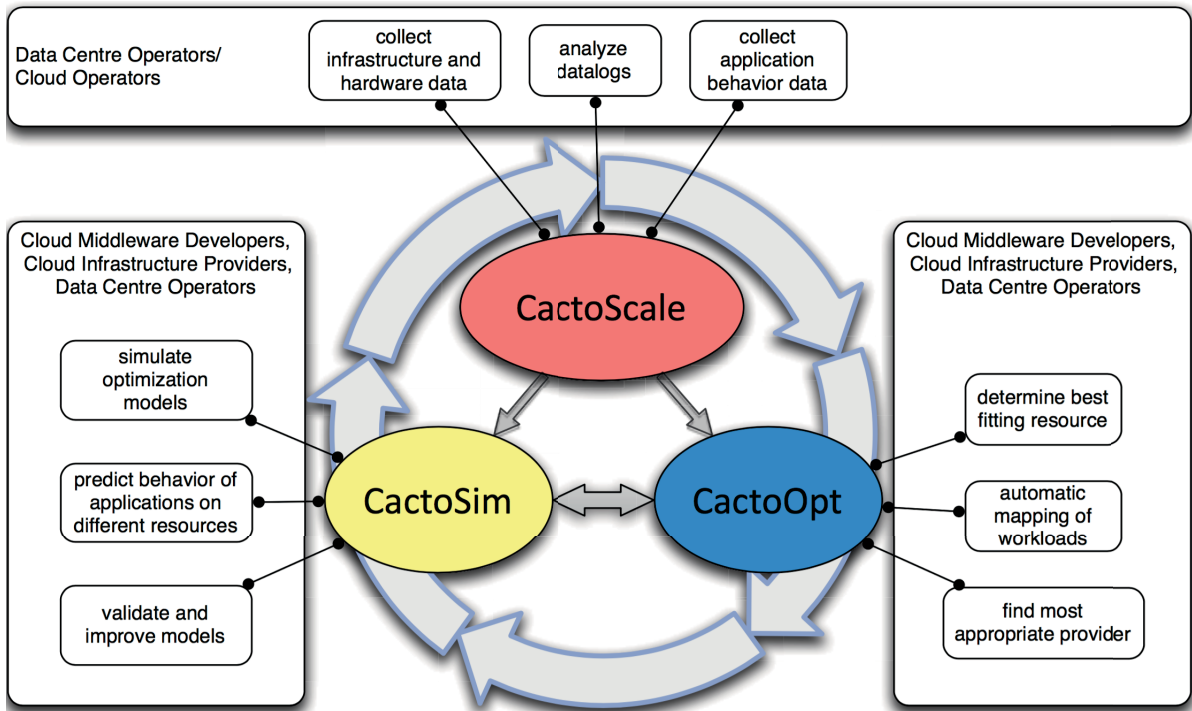 Data Centre Operators/
Cloud Operators
collect
infrastructure and
hardware data
analyze
datalogs
collect
application
behavior data
Cloud Middleware Developers,
Cloud Infrastructure Providers,
Data Centre Operators
simulate
optimization
models
predict behavior of
applications on
different resources
validate and
improve models
CactoScale
CactoSim
CactoOpt
Cloud Middleware Developers,
Cloud Infrastructure Providers,
Data Centre Operators
determine best
fitting resource
automatic
mapping of
workloads
find most
appropriate provider